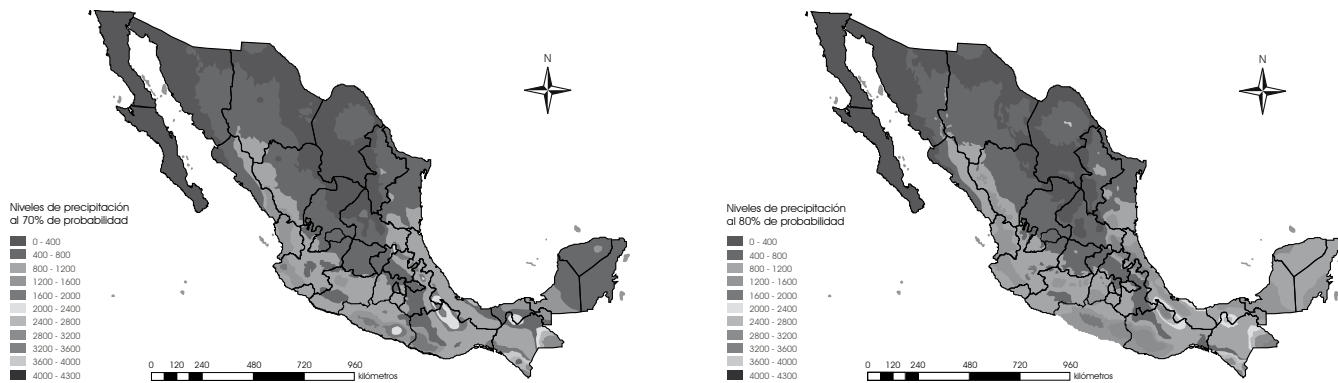 N
Niveles de precipitación
al 70% de probabilidad
0 - 400
400 - 800
800 - 1200
1200 - 1600
1600 - 2000
2000 - 2400
2400 - 2800
2800 - 3200
3200 - 3600
3600 - 4000
4000 - 4300
0 120 240 480 720 960
kilómetros
N
Niveles de precipitación
al 80% de probabilidad
0 - 400
400 - 800
800 - 1200
1200 - 1600
1600 - 2000
2000 - 2400
2400 - 2800
2800 - 3200
3200 - 3600
3600 - 4000
4000 - 4300
0 120 240 480 720 960
kilómetros